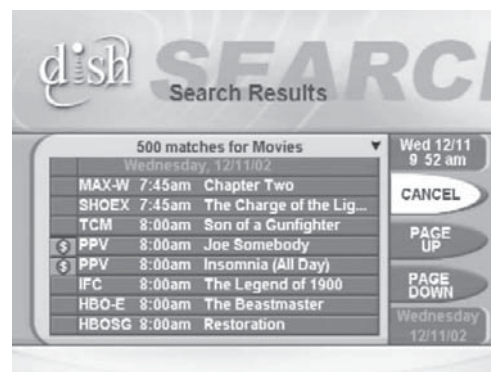 dish SEARC
Search Results
500 matches for Movies
Wednesday, 12/11/02
MAX-W 7:45am Chapter Two
SHOEX 7:45am The Charge of the Lig...
TCM 8:00am Son of a Gunfighter
$ PPV 8:00am Joe Somebody
$ PPV 8:00am Insomnia (All Day)
IFC 8:00am The Legend of 1900
HBO-E 8:00am The Beastmaster
HBOSG 8:00am Restoration
Wed 12/11
9 52 am
CANCEL
PAGE
UP
PAGE
DOWN
Wednesday
12/11/02